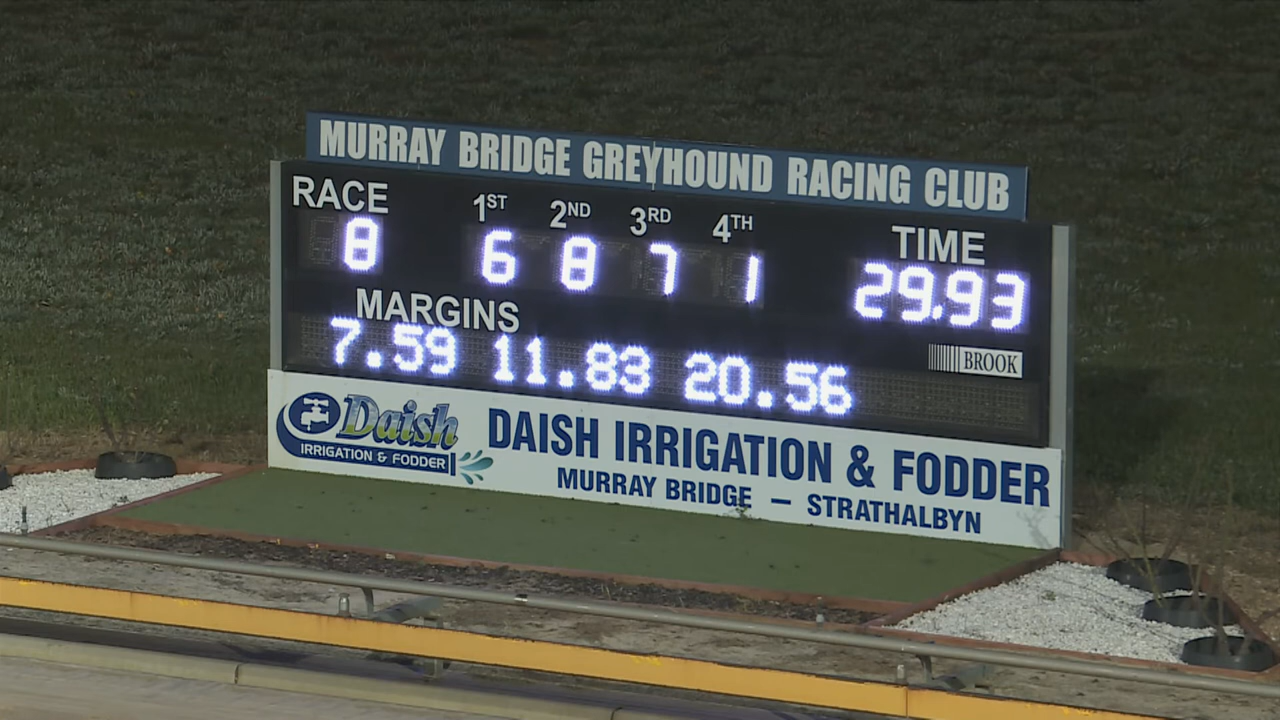 MURRAY BRIDGE GREYHOUND RACING CLUB
RACE 1ST 2ND 3RD 4TH TIME
8 6 8 7 1 29.93
MARGINS
7.59 11.83 20.56
BROOK
Daish
IRRIGATION & FODDER
DAISH IRRIGATION & FODDER
MURRAY BRIDGE – STRATHALBYN